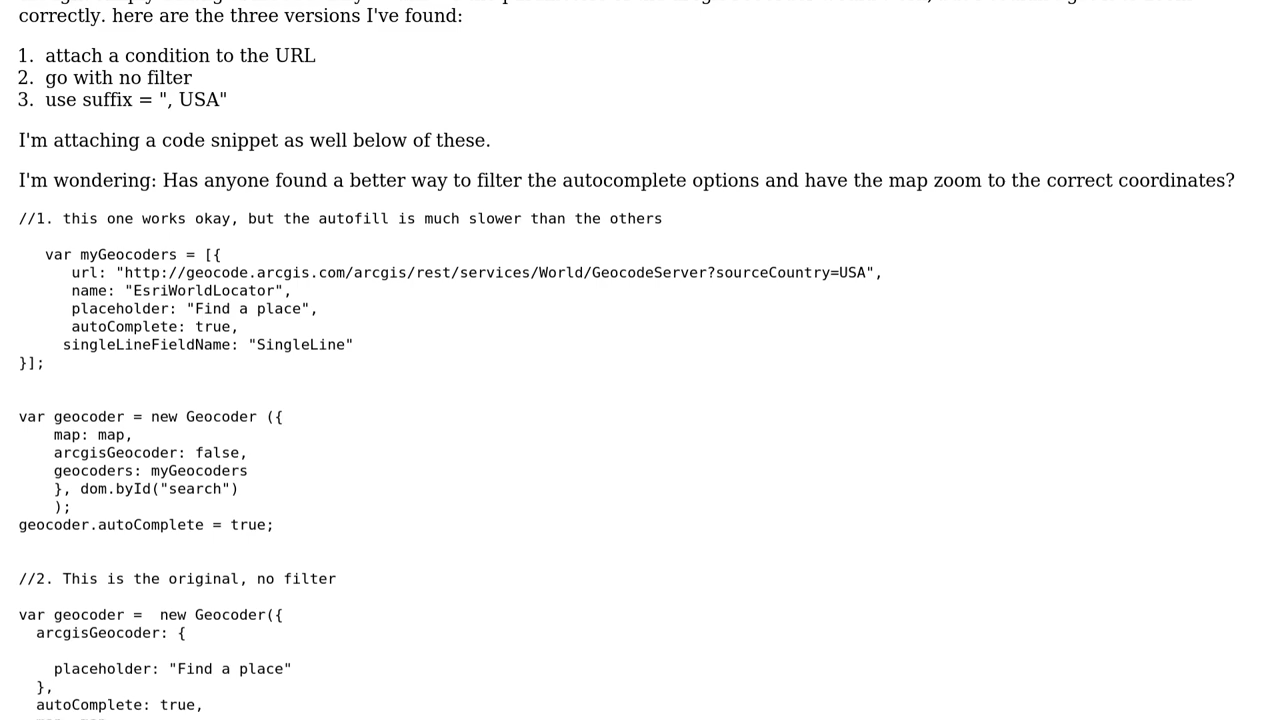 correctly. here are the three versions I've found:
1. attach a condition to the URL
2. go with no filter
3. use suffix = ", USA"
I'm attaching a code snippet as well below of these.
I'm wondering: Has anyone found a better way to filter the autocomplete options and have the map zoom to the correct coordinates?
//1. this one works okay, but the autofill is much slower than the others
var myGeocoders = [{
url: "http://geocode.arcgis.com/arcgis/rest/services/World/GeocodeServer?sourceCountry=USA",
name: "EsriWorldLocator",
placeholder: "Find a place",
autoComplete: true,
singleLineFieldName: "SingleLine"
}];
var geocoder = new Geocoder ({
map: map,
arcgisGeocoder: false,
geocoders: myGeocoders
}, dom.byId("search")
);
geocoder.autoComplete = true;
//2. This is the original, no filter
var geocoder =  new Geocoder({
arcgisGeocoder: {
placeholder: "Find a place"
},
autoComplete: true,